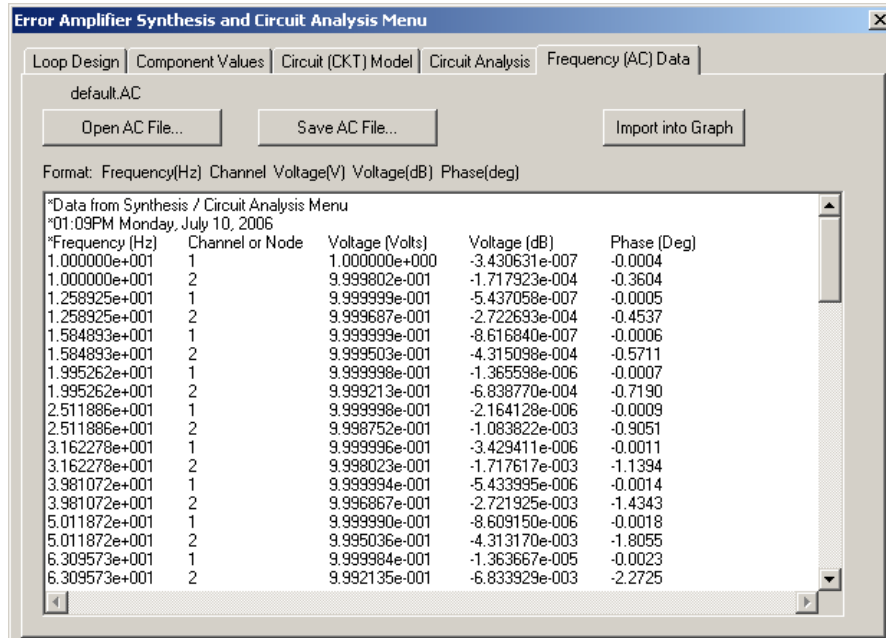 Error Amplifier Synthesis and Circuit Analysis Menu
Loop Design Component Values Circuit (CKT) Model Circuit Analysis Frequency (AC) Data
default.AC
Open AC File... Save AC File... Import into Graph
Format: Frequency(Hz) Channel Voltage(V) Voltage(dB) Phase(deg)
*Data from Synthesis / Circuit Analysis Menu
*01:09PM Monday, July 10, 2006
*Frequency (Hz) Channel or Node Voltage (Volts) Voltage (dB) Phase (Deg)
1.000000e+001 1 1.000000e+000 -3.430631e-007 -0.0004
1.000000e+001 2 9.999802e-001 -1.717923e-004 -0.3604
1.258925e+001 1 9.999999e-001 -5.437058e-007 -0.0005
1.258925e+001 2 9.999687e-001 -2.722693e-004 -0.4537
1.584893e+001 1 9.999999e-001 -8.616840e-007 -0.0006
1.584893e+001 2 9.999503e-001 -4.315098e-004 -0.5711
1.995262e+001 1 9.999998e-001 -1.365598e-006 -0.0007
1.995262e+001 2 9.999213e-001 -6.838770e-004 -0.7190
2.511886e+001 1 9.999998e-001 -2.164128e-006 -0.0009
2.511886e+001 2 9.998752e-001 -1.083822e-003 -0.9051
3.162278e+001 1 9.999996e-001 -3.429411e-006 -0.0011
3.162278e+001 2 9.998023e-001 -1.717617e-003 -1.1394
3.981072e+001 1 9.999994e-001 -5.433995e-006 -0.0014
3.981072e+001 2 9.996867e-001 -2.721925e-003 -1.4343
5.011872e+001 1 9.999990e-001 -8.609150e-006 -0.0018
5.011872e+001 2 9.995036e-001 -4.313170e-003 -1.8055
6.309573e+001 1 9.999984e-001 -1.363667e-005 -0.0023
6.309573e+001 2 9.992135e-001 -6.833929e-003 -2.2725